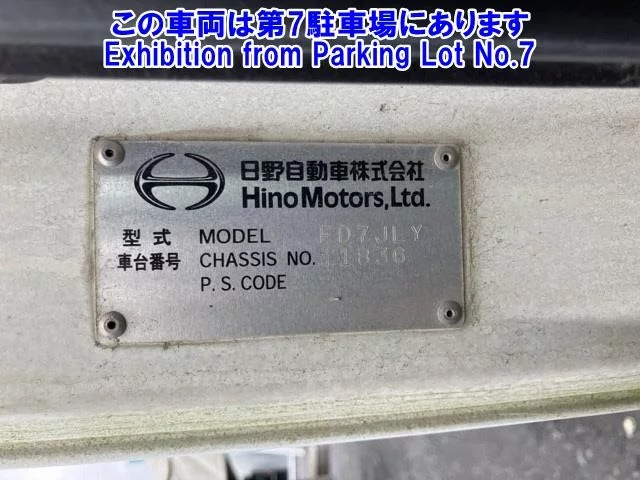 この車両は第7駐車場にあります
Exhibition from Parking Lot No.7
日野自動車株式会社
Hino Motors, Ltd.
型式 MODEL FD7JLY
車台番号 CHASSIS NO. 11836
P.S.CODE